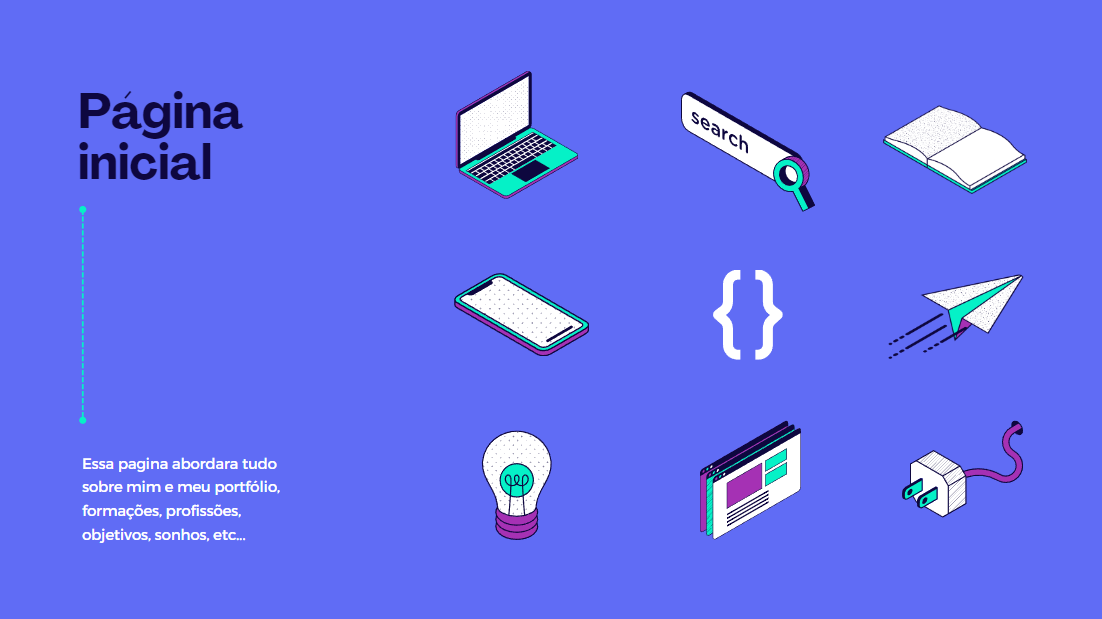 Página
inicial
search
Essa pagina abordara tudo
sobre mim e meu portfólio,
formações, profissões,
objetivos, sonhos, etc...
{ }